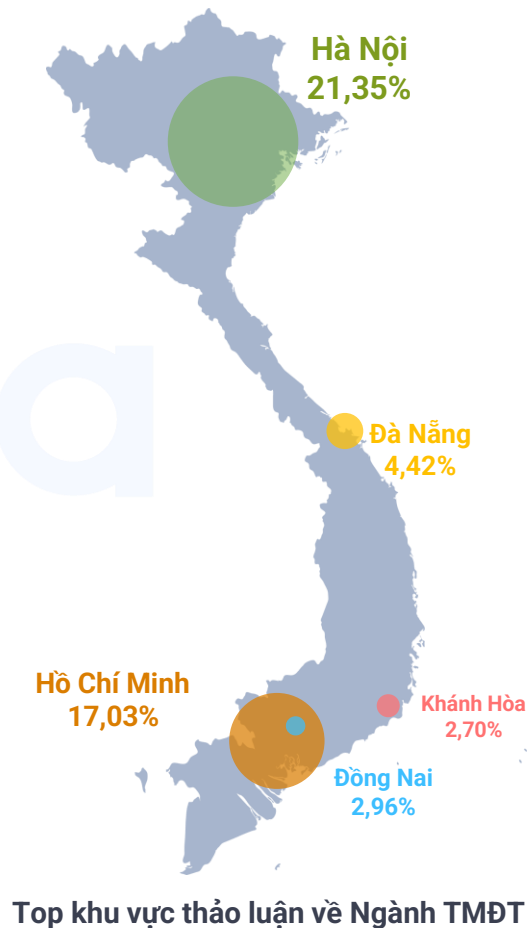 Hà Nội
21,35%
Đà Nẵng
4,42%
Hồ Chí Minh
17,03%
Khánh Hòa
2,70%
Đồng Nai
2,96%
Top khu vực thảo luận về Ngành TMĐT